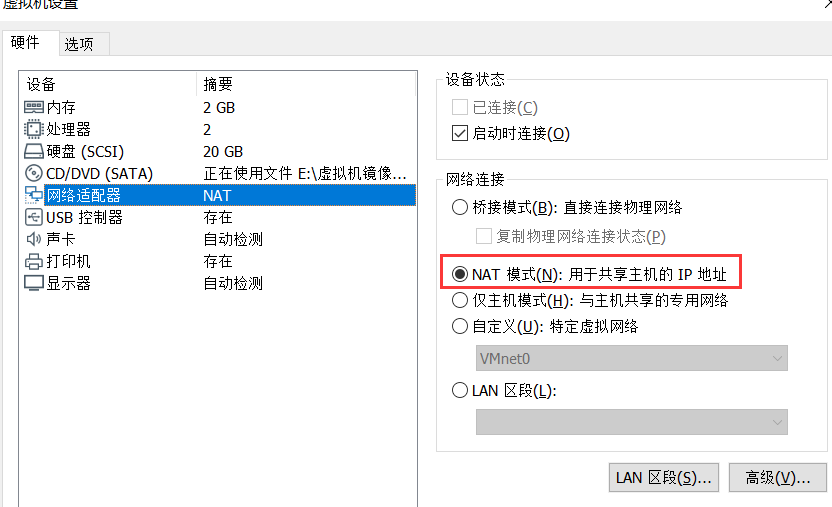 虚拟机设置
硬件 选项
设备 摘要
内存 2 GB
处理器 2
硬盘 (SCSI) 20 GB
CD/DVD (SATA) 正在使用文件 E:\虚拟机镜像...
网络适配器 NAT
USB 控制器 存在
声卡 自动检测
打印机 存在
显示器 自动检测
设备状态
已连接(C)
启动时连接(O)
网络连接
桥接模式(B): 直接连接物理网络
复制物理网络连接状态(P)
NAT 模式(N): 用于共享主机的 IP 地址
仅主机模式(H): 与主机共享的专用网络
自定义(U): 特定虚拟网络
VMnet0
LAN 区段(L):
LAN 区段(S)... 高级(V)...